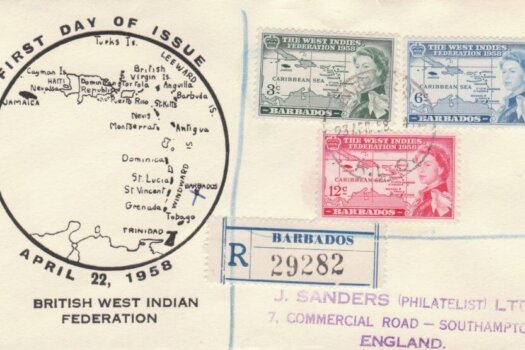 FIRST DAY OF ISSUE
Turks Is.
LEEWARD IS.
Cayman Is.
HAITI
Dominican
Republic
British
Virgin Is.
Tortola
Anguilla
Barbuda
JAMAICA
Puerto Rico
St.Kitts
Nevis
Montserrat
Antigua
Dominica
IS.
St. Lucia
St Vincent
WINDWARD
BARBADOS
Grenada
Tobago
TRINIDAD
APRIL 22, 1958
BRITISH WEST INDIAN
FEDERATION
THE WEST INDIES
FEDERATION 1958
CARIBBEAN SEA
3c
BARBADOS
THE WEST INDIES
FEDERATION 1958
CARIBBEAN SEA
6c
BARBADOS
THE WEST INDIES
FEDERATION 1958
CARIBBEAN SEA
12c
BARBADOS
R
BARBADOS
29282
J. SANDERS (PHILATELIST) LTD
7, COMMERCIAL ROAD – SOUTHAMPTO
ENGLAND.